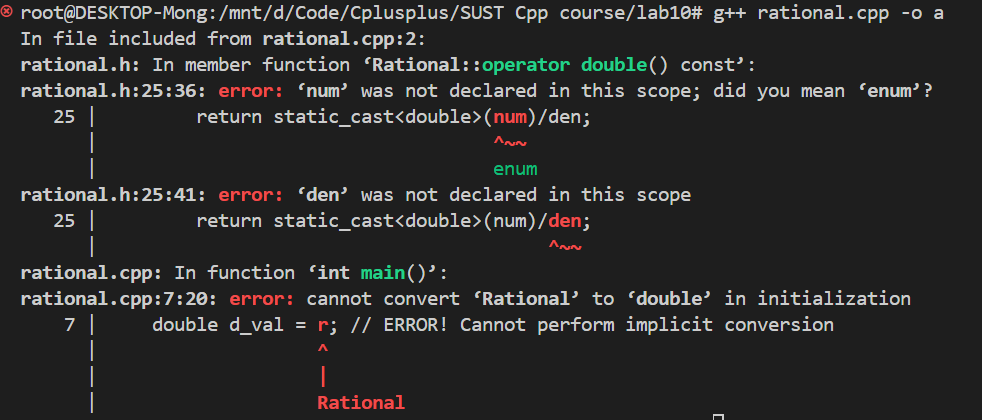 root@DESKTOP-Mong:/mnt/d/Code/Cplusplus/SUST Cpp course/lab10# g++ rational.cpp -o a
In file included from rational.cpp:2:
rational.h: In member function ‘Rational::operator double() const’:
rational.h:25:36: error: ‘num’ was not declared in this scope; did you mean ‘enum’?
   25 |         return static_cast<double>(num)/den;
      |                                    ^~~
      |                                    enum
rational.h:25:41: error: ‘den’ was not declared in this scope
   25 |         return static_cast<double>(num)/den;
      |                                         ^~~
rational.cpp: In function ‘int main()’:
rational.cpp:7:20: error: cannot convert ‘Rational’ to ‘double’ in initialization
    7 |     double d_val = r; // ERROR! Cannot perform implicit conversion
      |                    ^
      |                    |
      |                    Rational